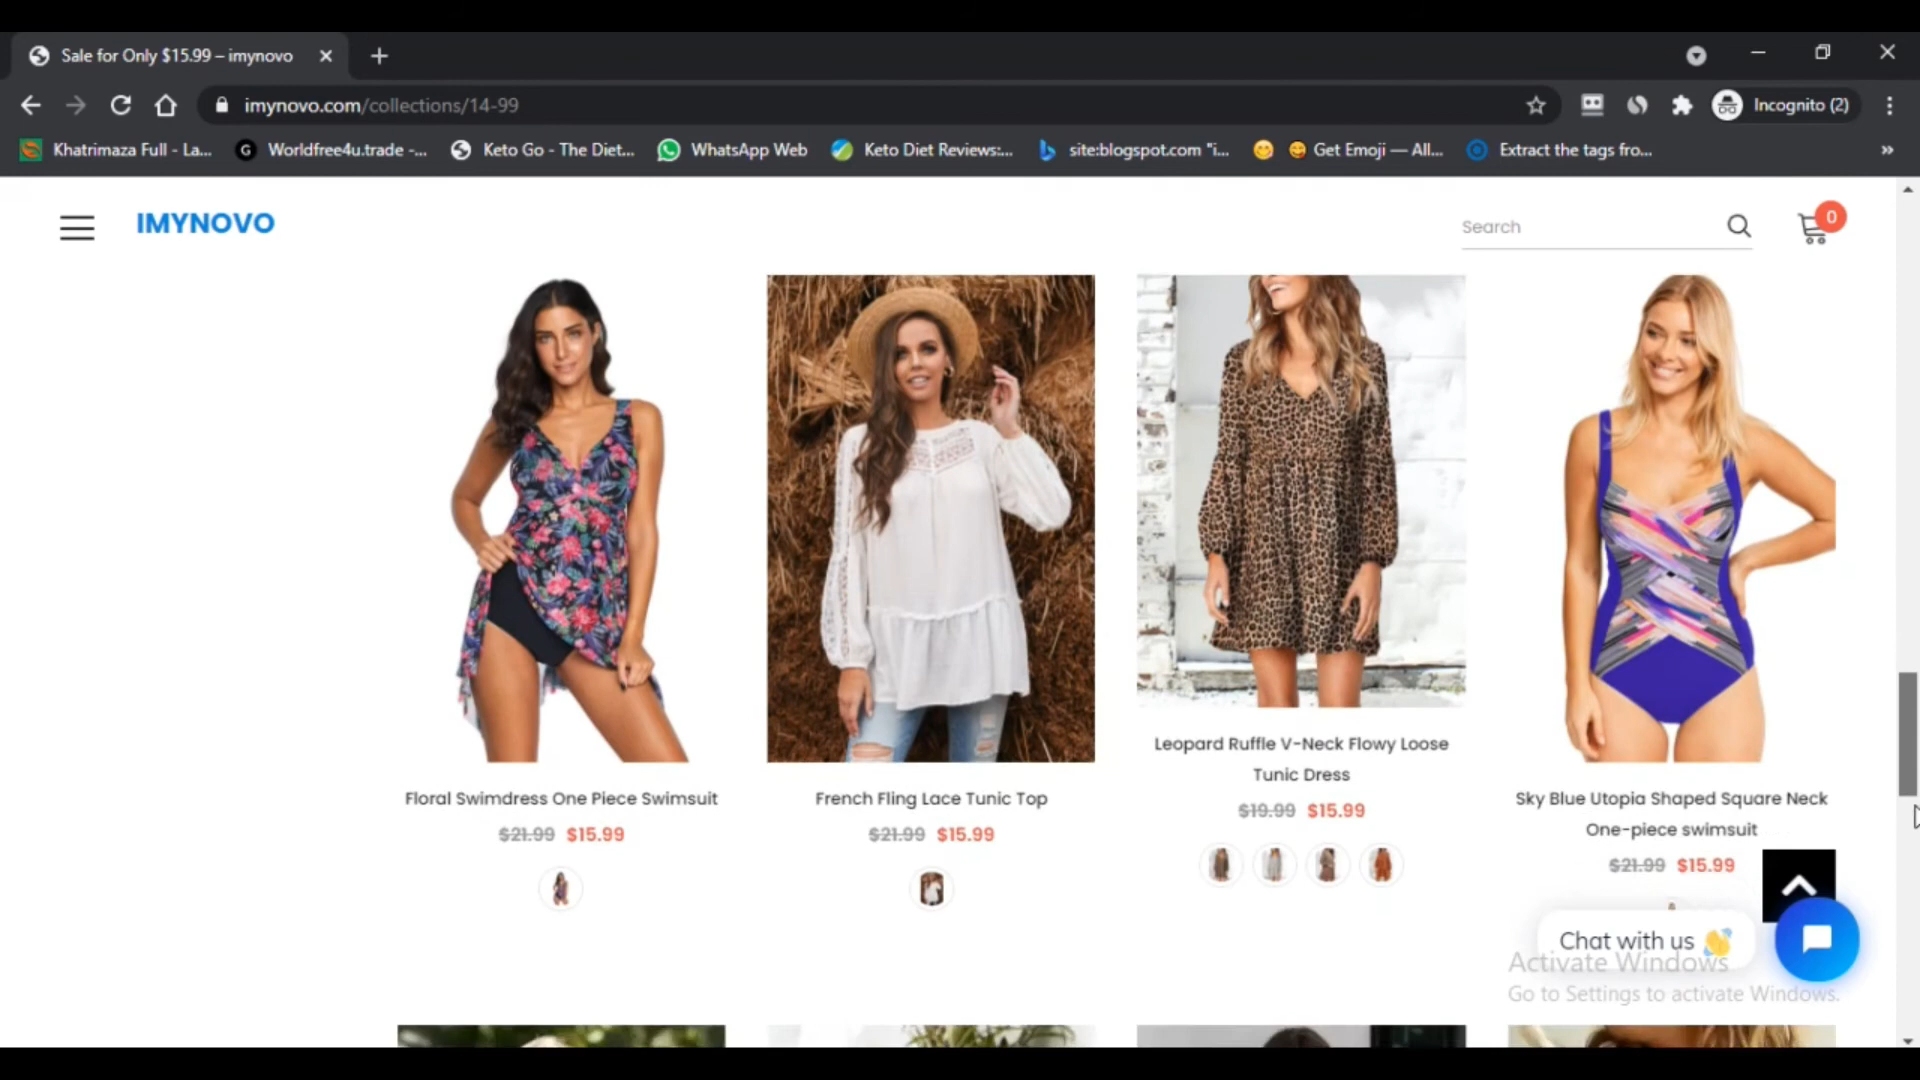 Sale for Only $15.99 – imynovo
imynovo.com/collections/14-99
Incognito (2)
Khatrimaza Full - La...
Worldfree4u.trade -...
Keto Go - The Diet...
WhatsApp Web
Keto Diet Reviews:...
site:blogspot.com "i...
Get Emoji — All...
Extract the tags fro...
»
IMYNOVO
Search
0
Floral Swimdress One Piece Swimsuit
$21.99 $15.99
French Fling Lace Tunic Top
$21.99 $15.99
Leopard Ruffle V-Neck Flowy Loose
Tunic Dress
$19.99 $15.99
Sky Blue Utopia Shaped Square Neck
One-piece swimsuit
$21.99 $15.99
Chat with us 👋
Activate Windows
Go to Settings to activate Windows.